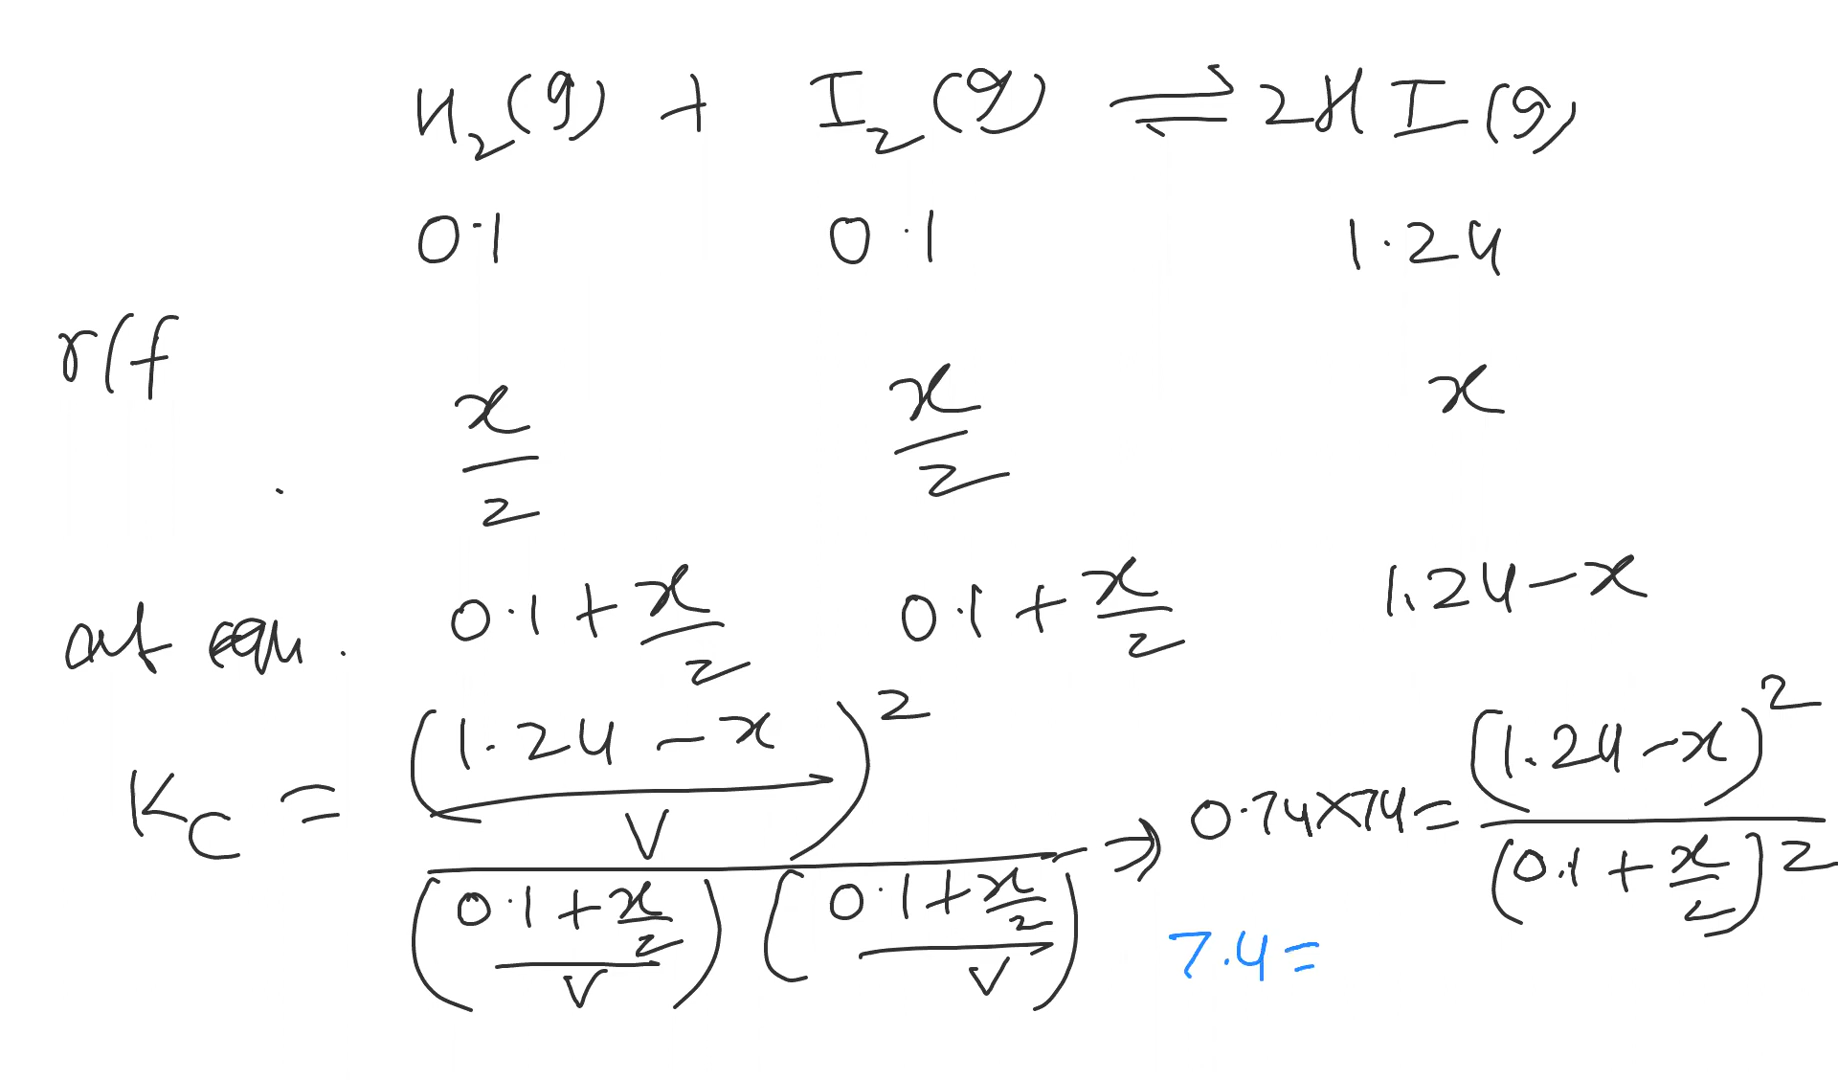 H₂(g) + I₂(g) ⇌ 2HI(g)
0.1 0.1 1.24
r/f
x/2 x/2 x
at equ. 0.1 + x/2 0.1 + x/2 1.24 - x
Kc = ((1.24 - x)/V)² / ((0.1 + x/2)/V) ((0.1 + x/2)/V) ⇒ 0.74×74 = (1.24 - x)² / (0.1 + x/2)²
7.4 =